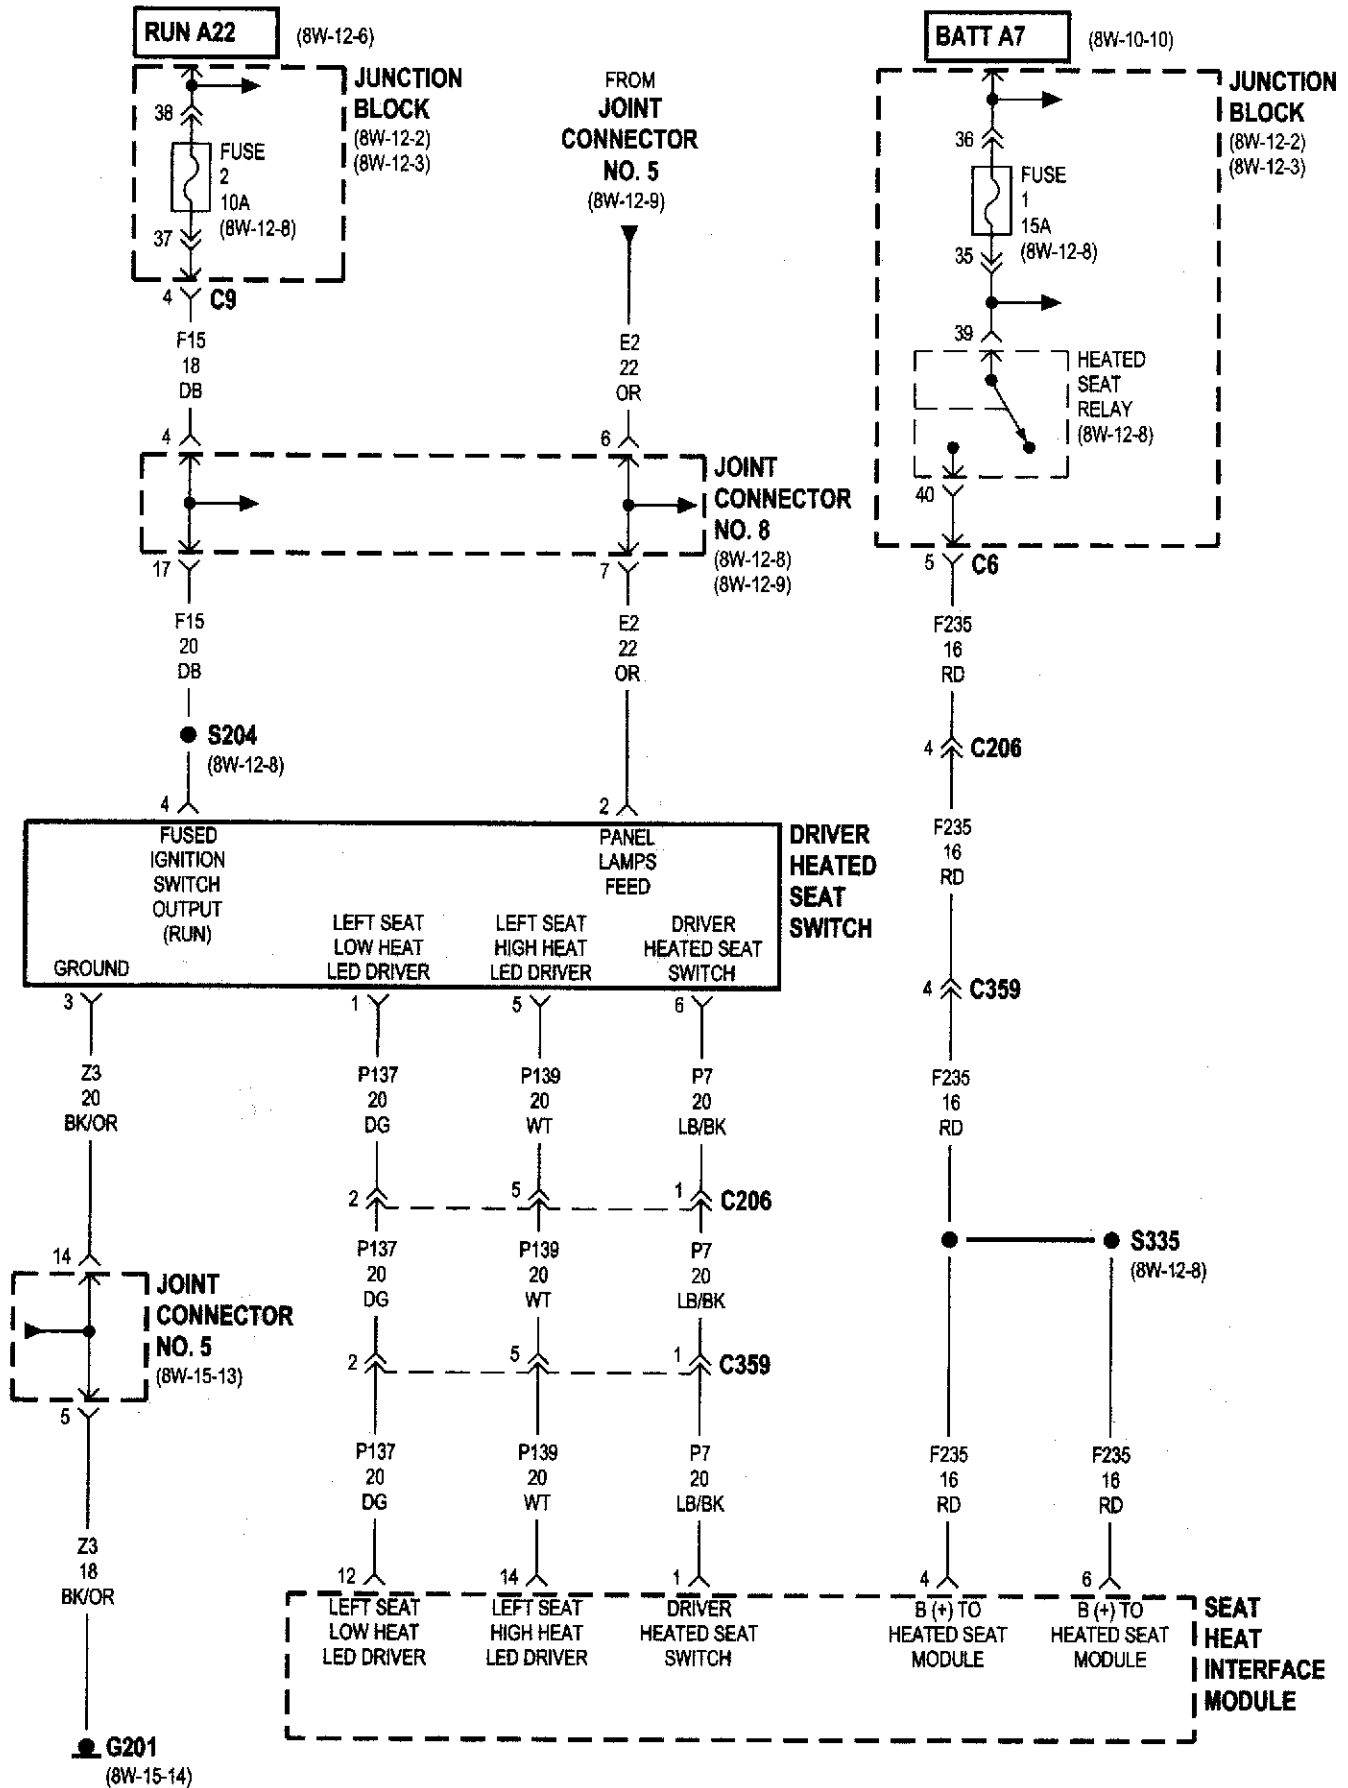 RUN A22
(8W-12-6)
JUNCTION
BLOCK
(8W-12-2)
(8W-12-3)
38
FUSE
2
10A
(8W-12-8)
37
4
C9
F15
18
DB
4
FROM
JOINT
CONNECTOR
NO. 5
(8W-12-9)
E2
22
OR
6
BATT A7
(8W-10-10)
JUNCTION
BLOCK
(8W-12-2)
(8W-12-3)
36
FUSE
1
15A
(8W-12-8)
35
39
HEATED
SEAT
RELAY
(8W-12-8)
40
5
C6
JOINT
CONNECTOR
NO. 8
(8W-12-8)
(8W-12-9)
17
7
F15
20
DB
E2
22
OR
F235
16
RD
S204
(8W-12-8)
4
C206
4
2
FUSED
IGNITION
SWITCH
OUTPUT
(RUN)
PANEL
LAMPS
FEED
DRIVER
HEATED
SEAT
SWITCH
F235
16
RD
GROUND
LEFT SEAT
LOW HEAT
LED DRIVER
LEFT SEAT
HIGH HEAT
LED DRIVER
DRIVER
HEATED SEAT
SWITCH
4
C359
3
1
5
6
Z3
20
BK/OR
P137
20
DG
P139
20
WT
P7
20
LB/BK
F235
16
RD
2
5
1
C206
14
P137
20
DG
P139
20
WT
P7
20
LB/BK
S335
(8W-12-8)
JOINT
CONNECTOR
NO. 5
(8W-15-13)
2
5
1
C359
5
P137
20
DG
P139
20
WT
P7
20
LB/BK
F235
16
RD
F235
16
RD
Z3
18
BK/OR
12
14
1
4
6
LEFT SEAT
LOW HEAT
LED DRIVER
LEFT SEAT
HIGH HEAT
LED DRIVER
DRIVER
HEATED SEAT
SWITCH
B (+) TO
HEATED SEAT
MODULE
B (+) TO
HEATED SEAT
MODULE
SEAT
HEAT
INTERFACE
MODULE
G201
(8W-15-14)